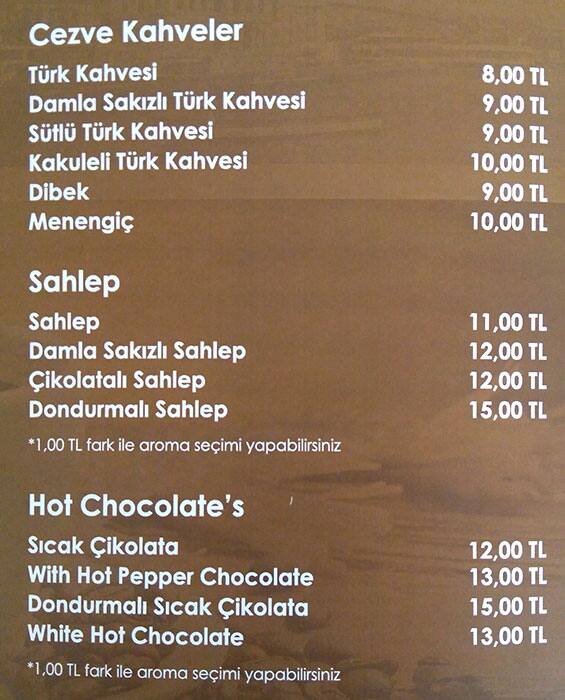 Cezve Kahveler
Türk Kahvesi 8,00 TL
Damla Sakızlı Türk Kahvesi 9,00 TL
Sütlü Türk Kahvesi 9,00 TL
Kakuleli Türk Kahvesi 10,00 TL
Dibek 9,00 TL
Menengiç 10,00 TL
Sahlep
Sahlep 11,00 TL
Damla Sakızlı Sahlep 12,00 TL
Çikolatalı Sahlep 12,00 TL
Dondurmalı Sahlep 15,00 TL
*1,00 TL fark ile aroma seçimi yapabilirsiniz
Hot Chocolate's
Sıcak Çikolata 12,00 TL
With Hot Pepper Chocolate 13,00 TL
Dondurmalı Sıcak Çikolata 15,00 TL
White Hot Chocolate 13,00 TL
*1,00 TL fark ile aroma seçimi yapabilirsiniz